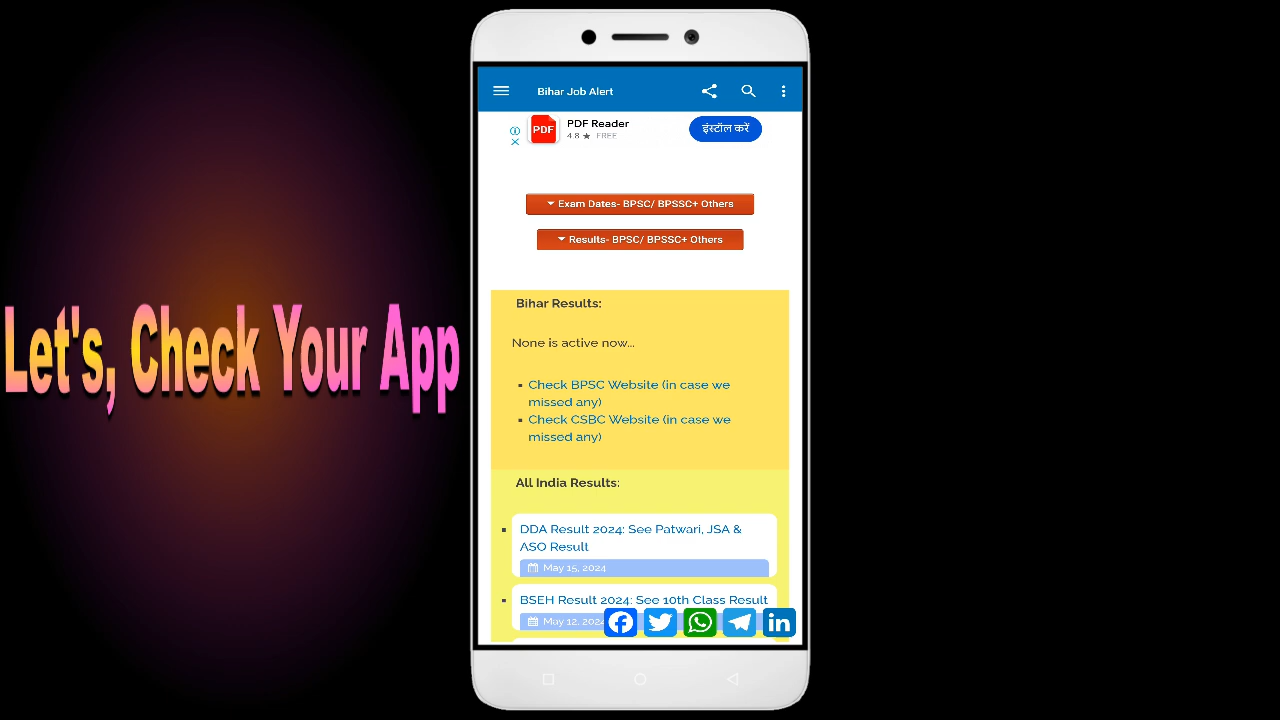 Bihar Job Alert
PDF
PDF Reader
4.8 ★ FREE
इंस्टॉल करें
Exam Dates- BPSC/ BPSSC+ Others
Results- BPSC/ BPSSC+ Others
Bihar Results:
None is active now...
Check BPSC Website (in case we
missed any)
Check CSBC Website (in case we
missed any)
Let's, Check Your App
All India Results:
DDA Result 2024: See Patwari, JSA &
ASO Result
May 15, 2024
BSEH Result 2024: See 10th Class Result
May 12, 2024